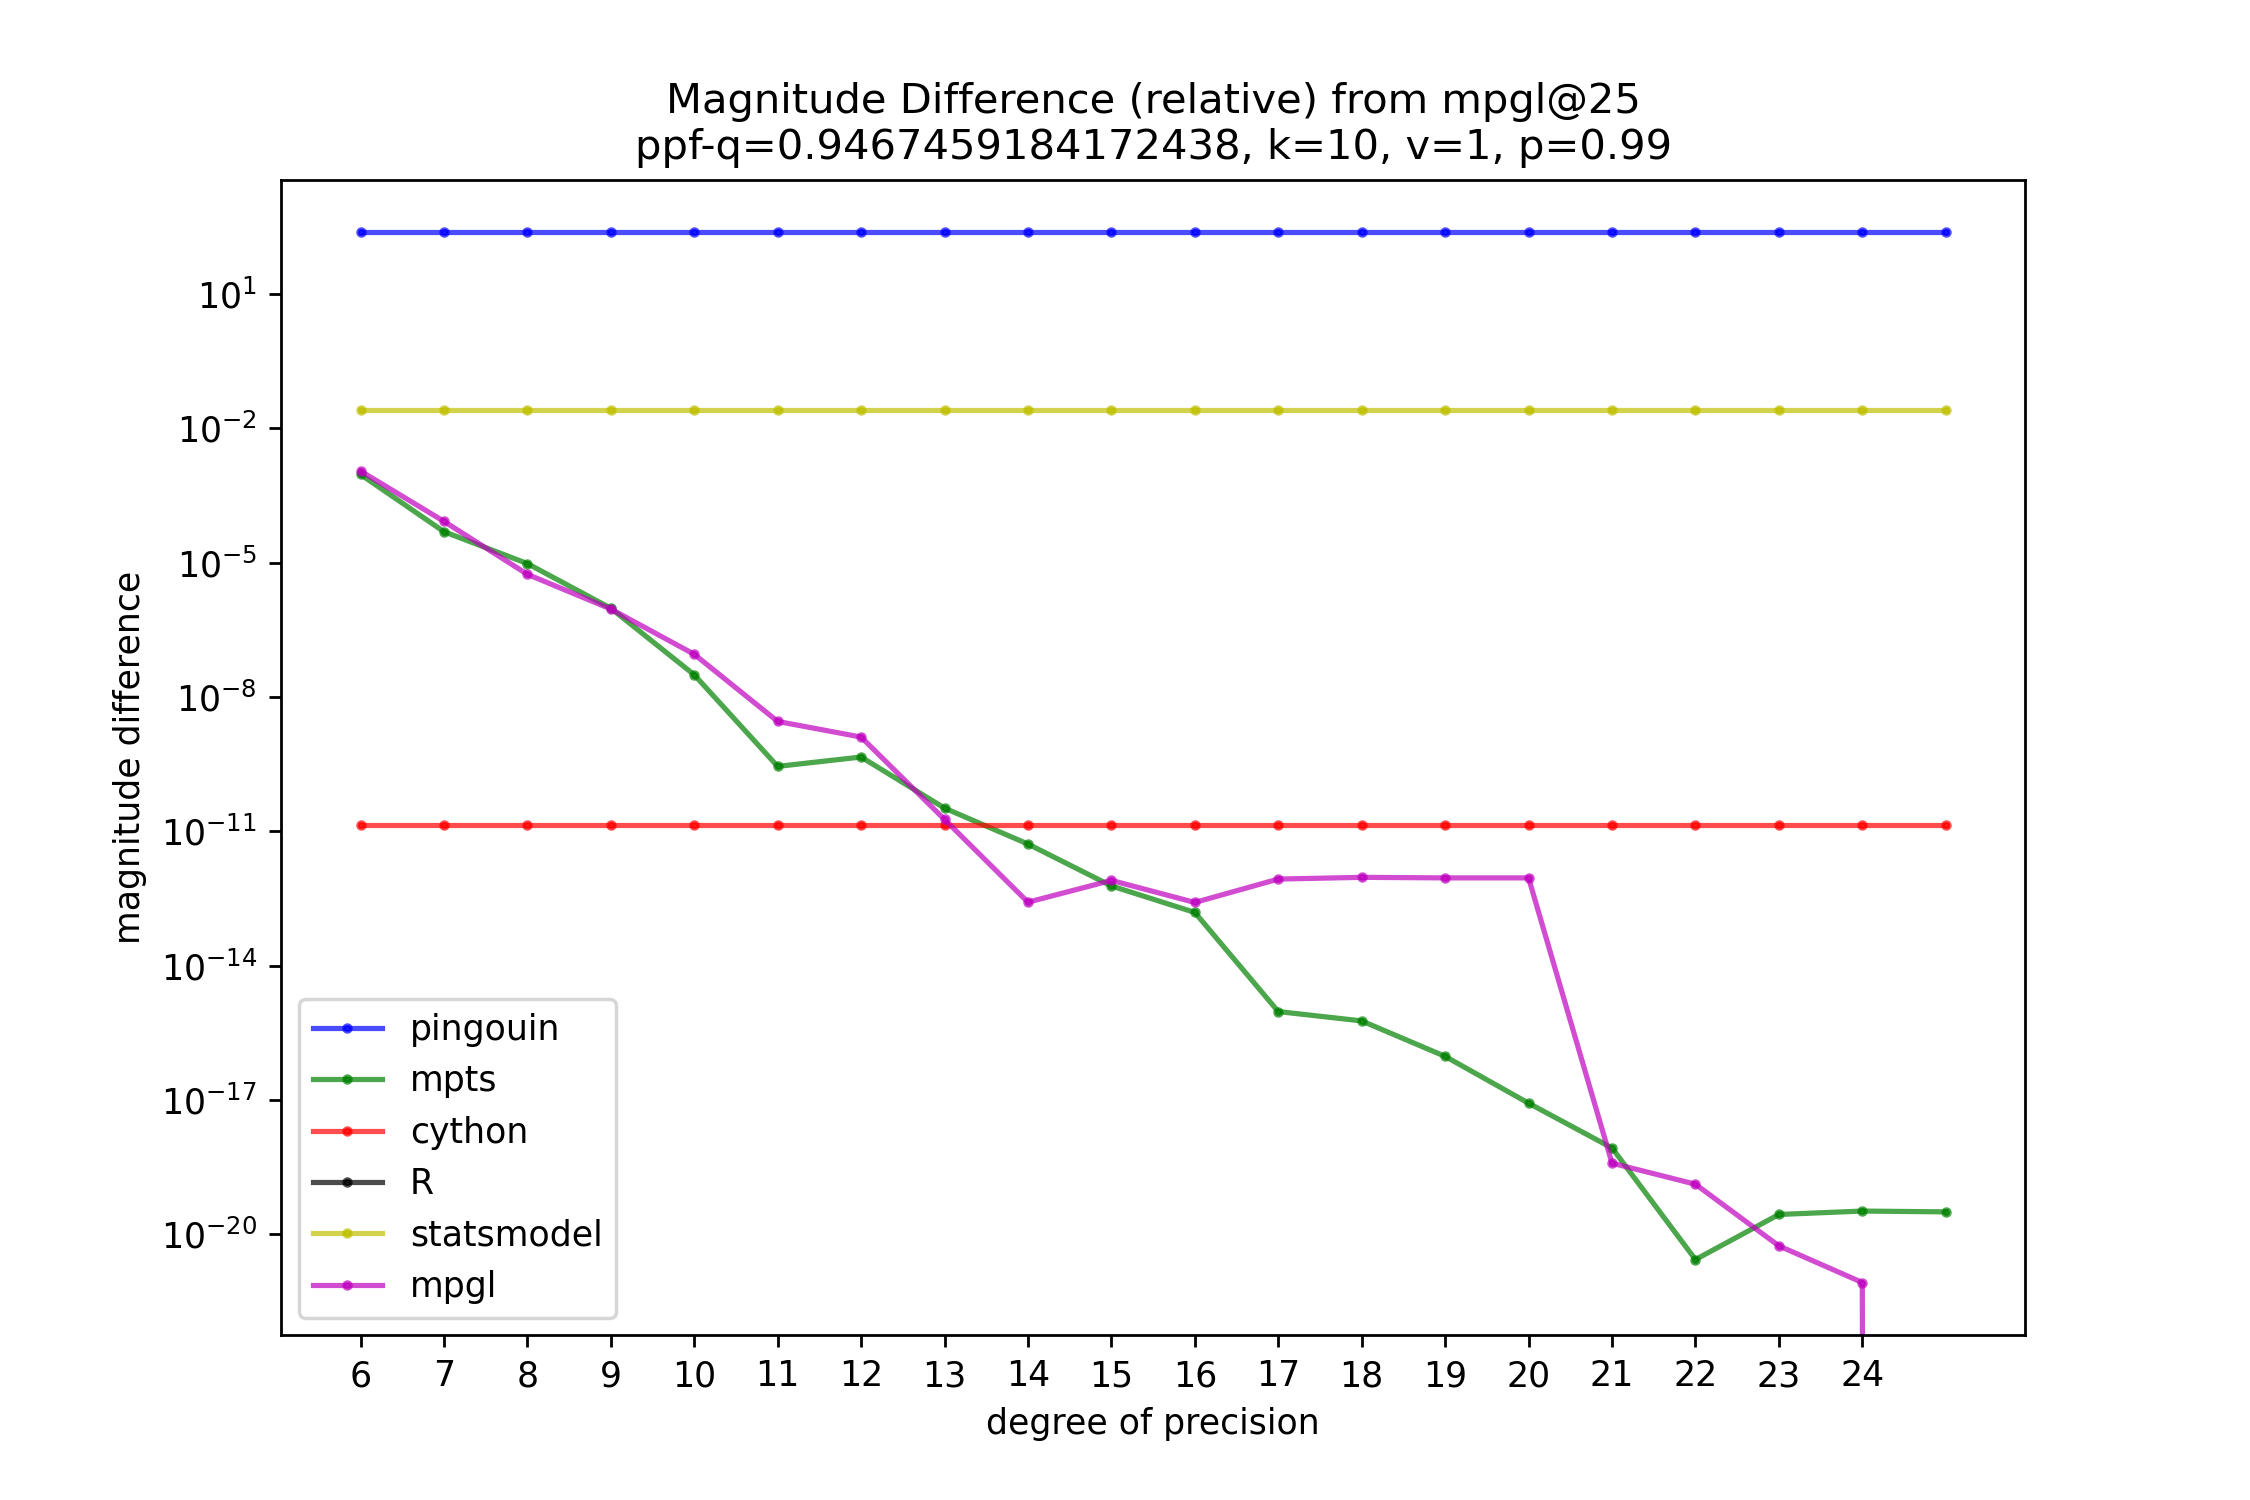 Magnitude Difference (relative) from mpgl@25
ppf-q=0.9467459184172438, k=10, v=1, p=0.99
magnitude difference
10¹
10⁻²
10⁻⁵
10⁻⁸
10⁻¹¹
10⁻¹⁴
10⁻¹⁷
10⁻²⁰
pingouin
mpts
cython
R
statsmodel
mpgl
6 7 8 9 10 11 12 13 14 15 16 17 18 19 20 21 22 23 24
degree of precision